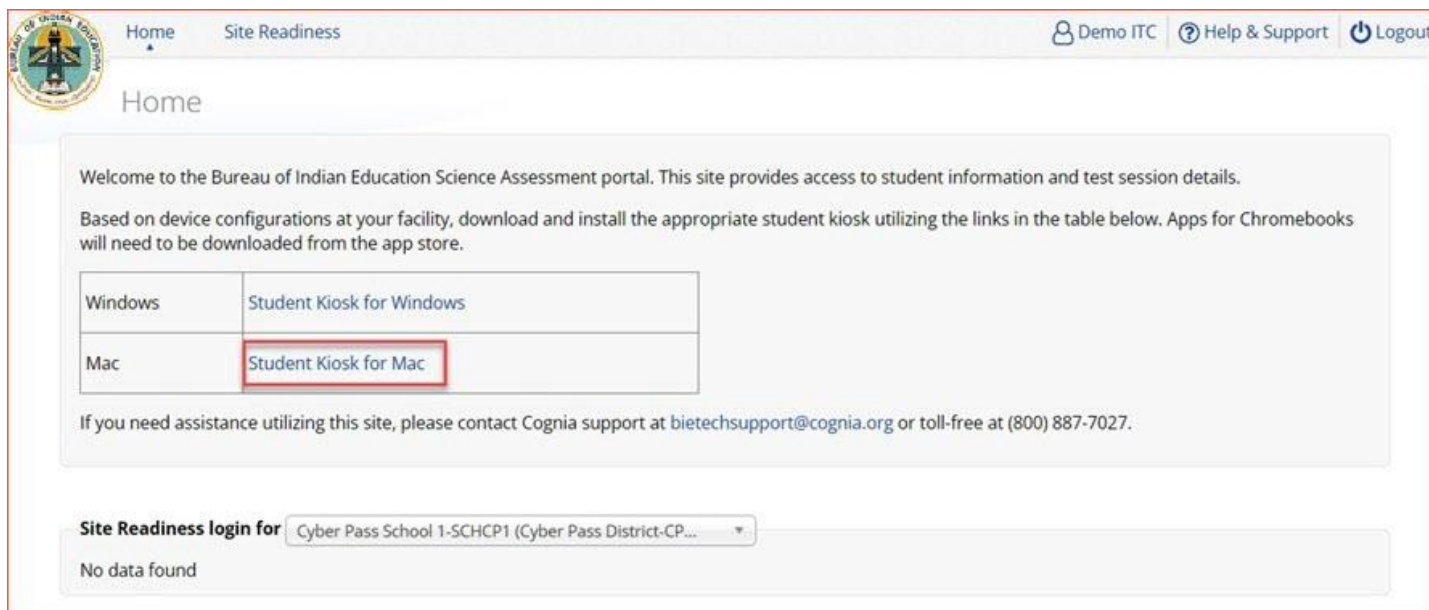 BUREAU OF INDIAN EDUCATION
Home Site Readiness Demo ITC Help & Support Logout
Home
Welcome to the Bureau of Indian Education Science Assessment portal. This site provides access to student information and test session details.
Based on device configurations at your facility, download and install the appropriate student kiosk utilizing the links in the table below. Apps for Chromebooks
will need to be downloaded from the app store.
Windows Student Kiosk for Windows
Mac Student Kiosk for Mac
If you need assistance utilizing this site, please contact Cognia support at bietechsupport@cognia.org or toll-free at (800) 887-7027.
Site Readiness login for Cyber Pass School 1-SCHCP1 (Cyber Pass District-CP...
No data found